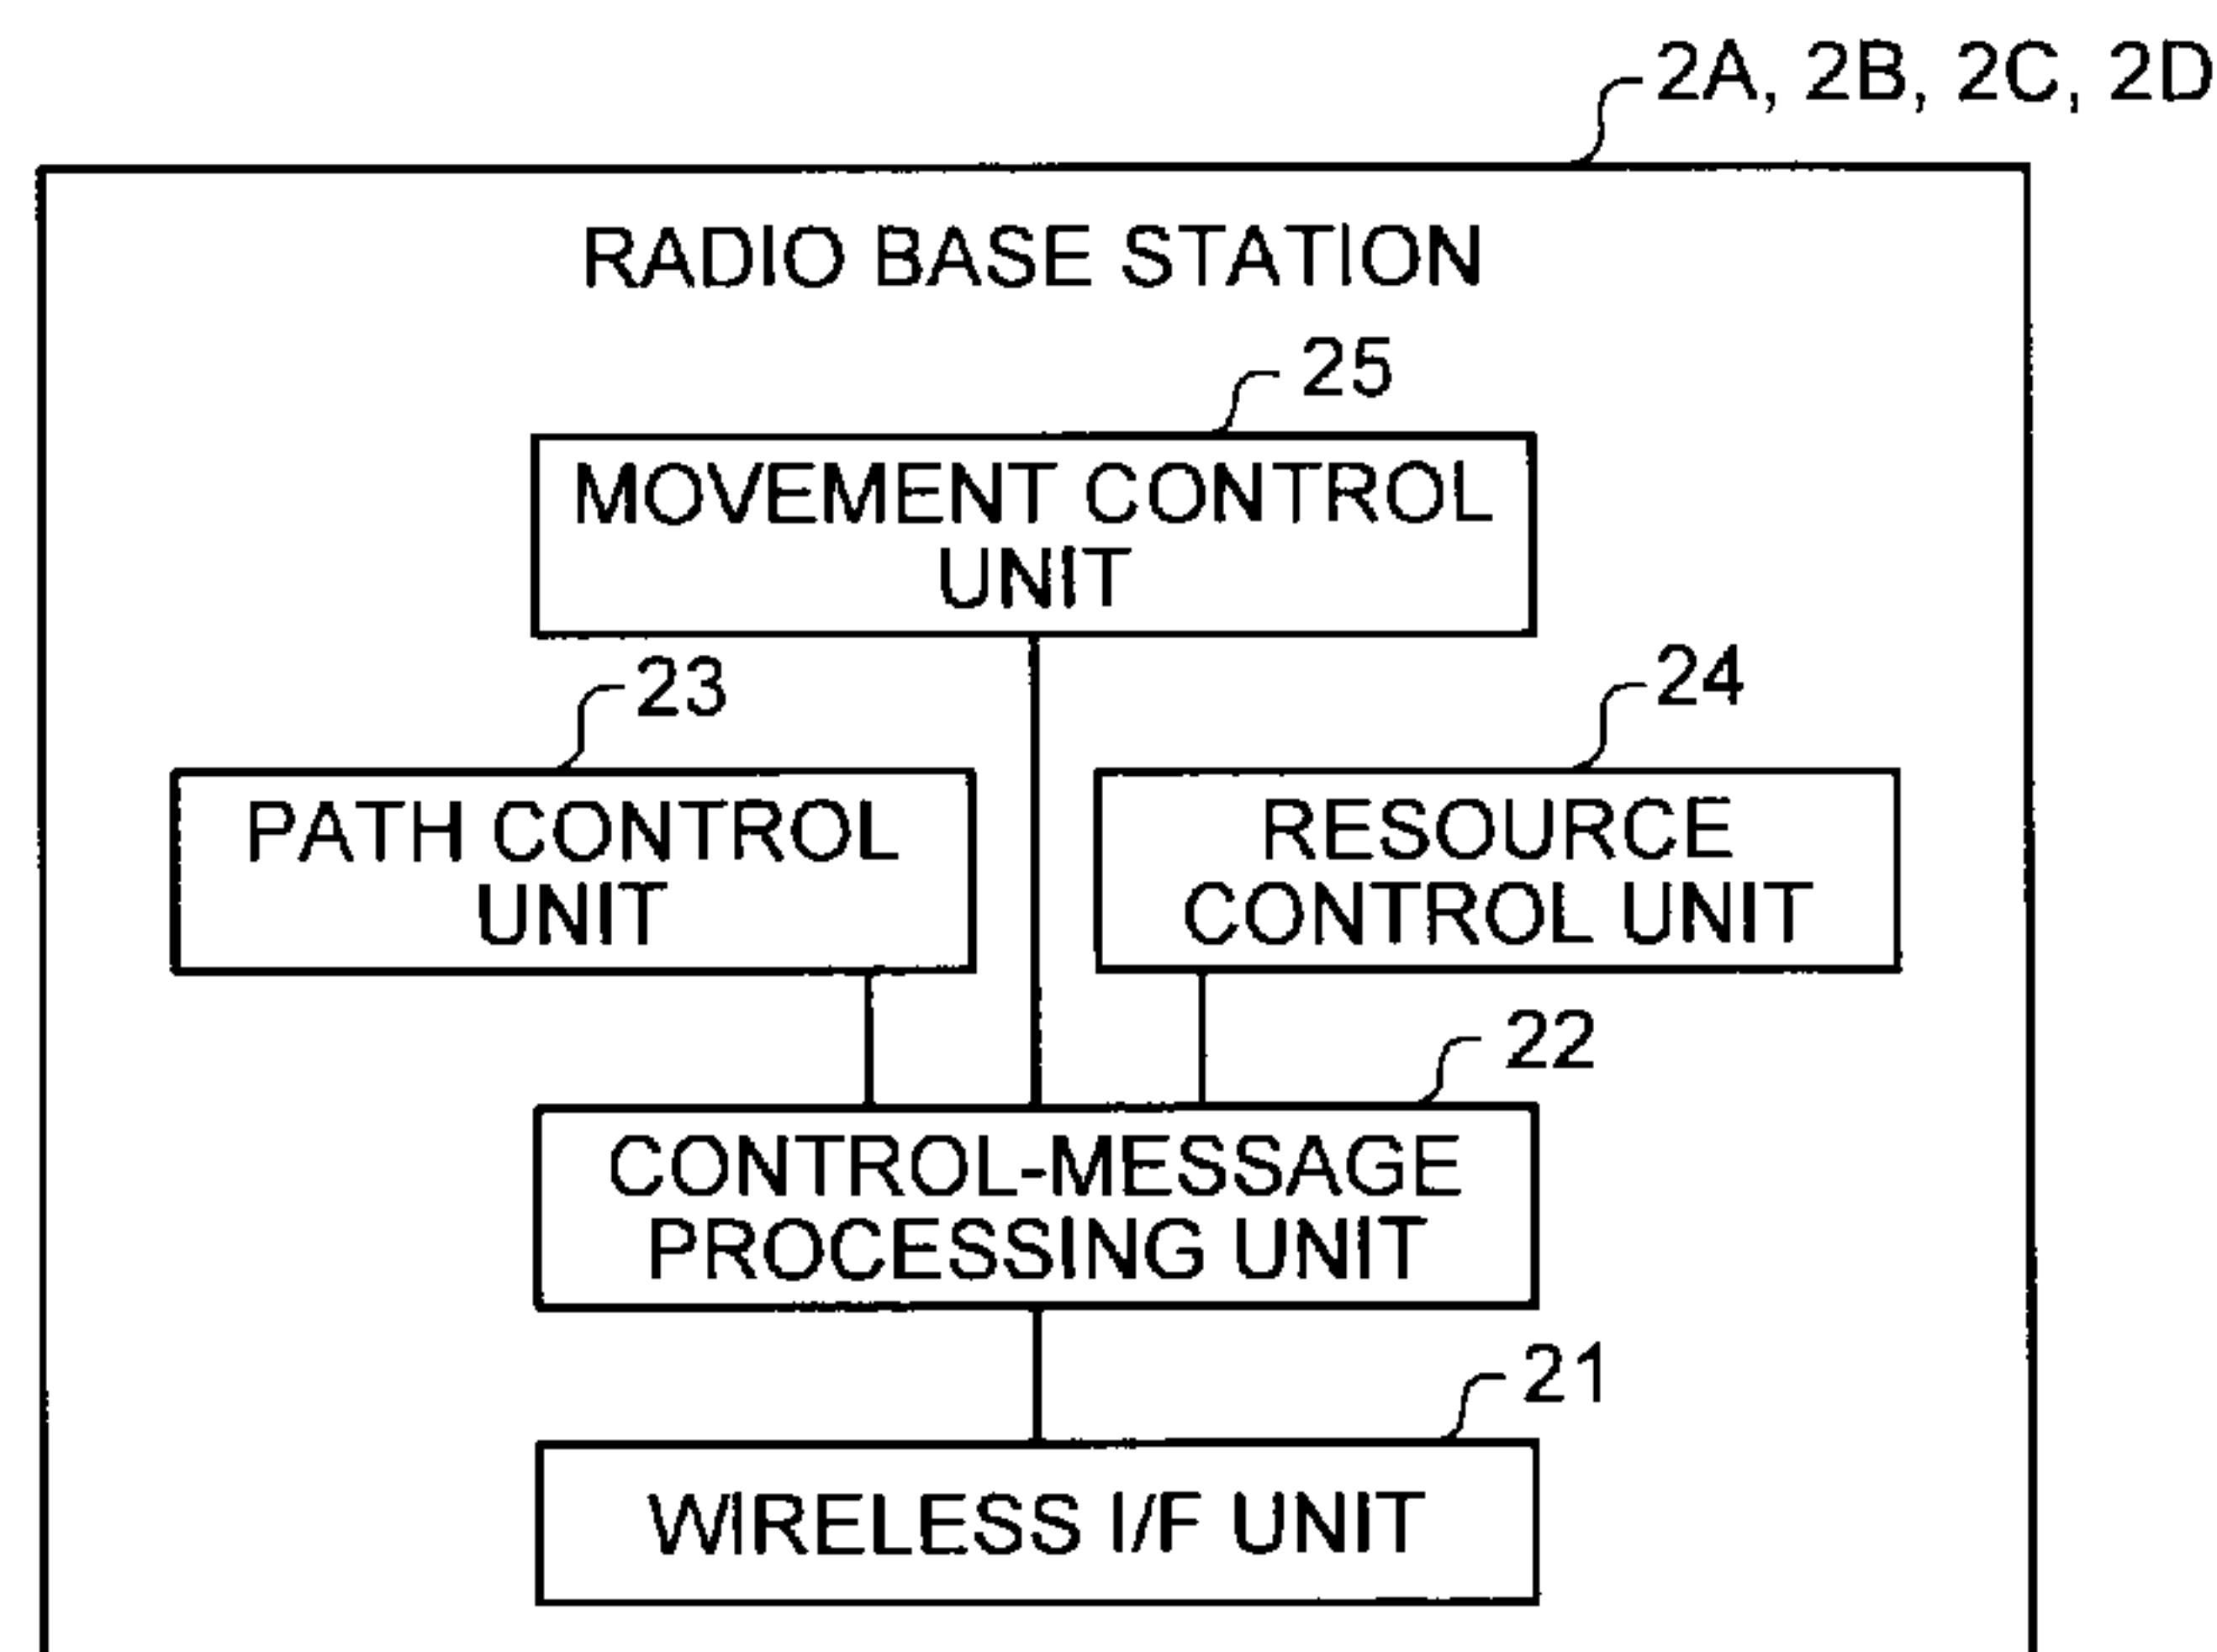 2A, 2B, 2C, 2D
RADIO BASE STATION
25
MOVEMENT CONTROL
UNIT
23
24
PATH CONTROL
UNIT
RESOURCE
CONTROL UNIT
22
CONTROL-MESSAGE
PROCESSING UNIT
21
WIRELESS I/F UNIT